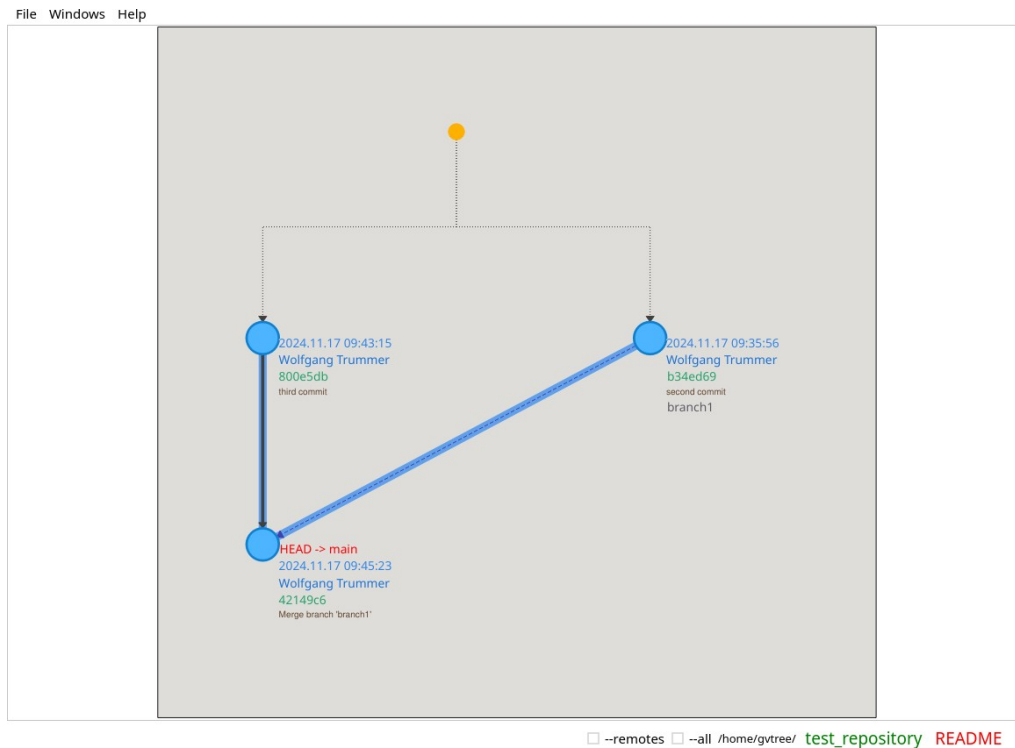 File Windows Help
2024.11.17 09:43:15
Wolfgang Trummer
800e5db
third commit
2024.11.17 09:35:56
Wolfgang Trummer
b34ed69
second commit
branch1
HEAD -> main
2024.11.17 09:45:23
Wolfgang Trummer
42149c6
Merge branch 'branch1'
--remotes --all /home/gvtree/ test_repository README